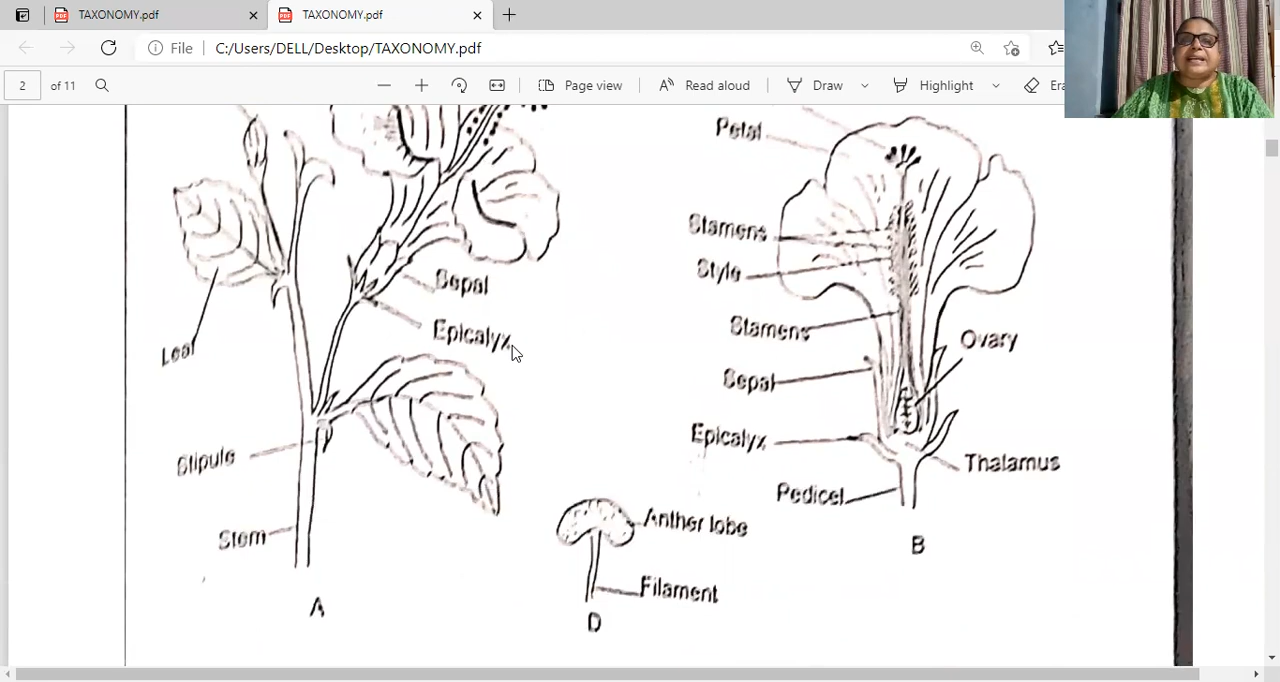 TAXONOMY.pdf
TAXONOMY.pdf
File
C:/Users/DELL/Desktop/TAXONOMY.pdf
2 of 11
Page view
Read aloud
Draw
Highlight
Era
Petal
Stamens
Style
Sepal
Epicalyx
Stamens
Ovary
Leaf
Sepal
Epicalyx
Thalamus
Stipule
Pedicel
Anther lobe
Stem
B
Filament
A
D